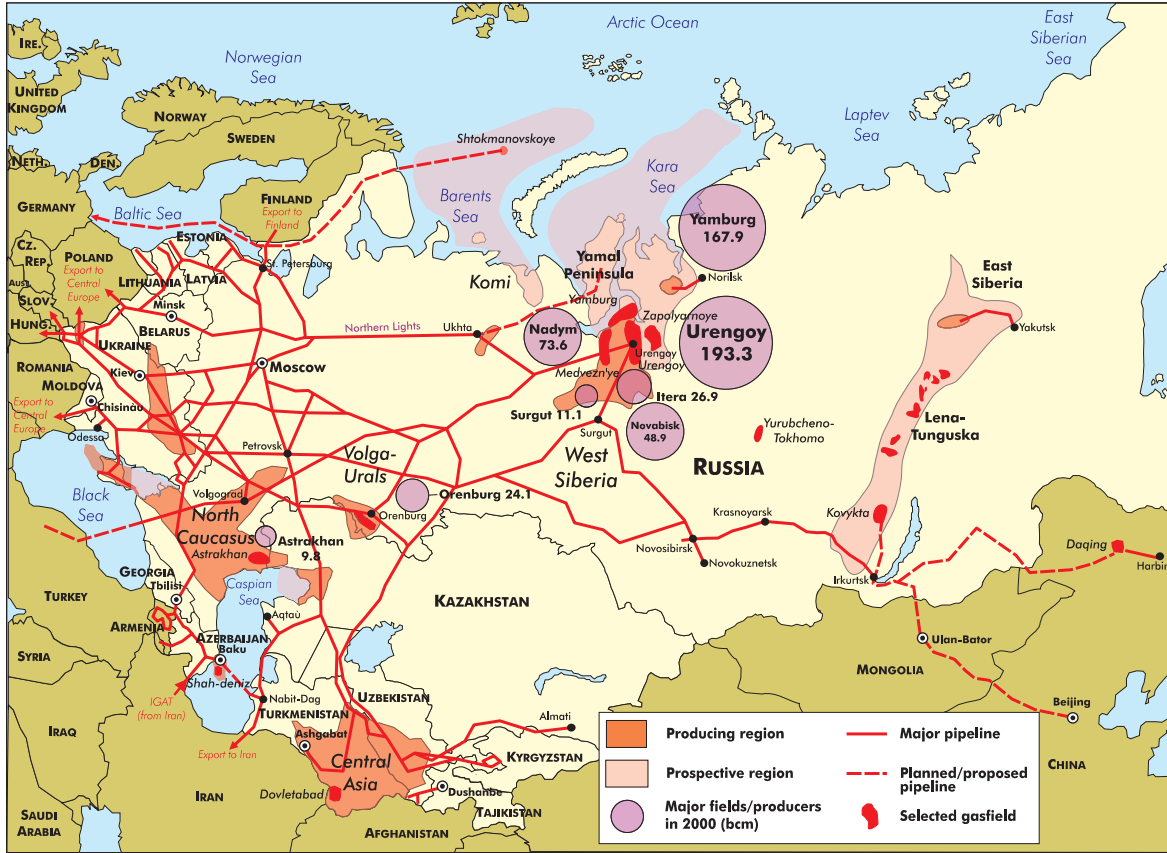 Arctic Ocean
East
Siberian
Sea
IRE.
Norwegian
Sea
UNITED
KINGDOM
NORWAY
SWEDEN
Laptev
Sea
Shtokmanovskoye
NETH.
DEN.
Kara
Sea
Barents
Sea
FINLAND
Export to
Finland
GERMANY
Baltic Sea
Yamburg
167.9
ESTONIA
CZ.
REP.
POLAND
Export to
Central
Europe
St. Petersburg
Yamal
Peninsula
Norilsk
East
Siberia
LATVIA
LITHUANIA
Komi
Aust.
SLOV.
Yamburg
Zapolyarnoye
Minsk
HUNG.
BELARUS
Northern Lights
Ukhta
Nadym
73.6
Urengoy
193.3
Yakutsk
UKRAINE
Urengoy
Urengoy
ROMANIA
Kiev
Moscow
Medvezn'ye
MOLDOVA
Itera 26.9
Chisinàu
Surgut 11.1
Export to
Central
Europe
Odessa
Surgut
Novabisk
48.9
Yurubcheno-
Tokhomo
Lena-
Tunguska
Petrovsk
Volga-
Urals
West
Siberia
RUSSIA
Black
Sea
Volgograd
Orenburg 24.1
North
Caucasus
Orenburg
Krasnoyarsk
Kovykta
Astrakhan
9.8
Astrakhan
Novosibirsk
Daqing
Harbin
Novokuznetsk
GEORGIA
Tbilisi
Irkurtsk
Caspian
Sea
TURKEY
KAZAKHSTAN
Aqtaù
ARMENIA
AZERBAIJAN
Baku
Ulan-Bator
SYRIA
MONGOLIA
Shah-deniz
IGAT
(from Iran)
Nabit-Dag
UZBEKISTAN
TURKMENISTAN
Almati
Beijing
IRAQ
Ashgabat
Export to Iran
KYRGYZSTAN
Central
Asia
CHINA
IRAN
Dovletabad
Dushanbe
TAJIKISTAN
SAUDI
ARABIA
AFGHANISTAN
Producing region
Major pipeline
Prospective region
Planned/proposed
pipeline
Major fields/producers
in 2000 (bcm)
Selected gasfield